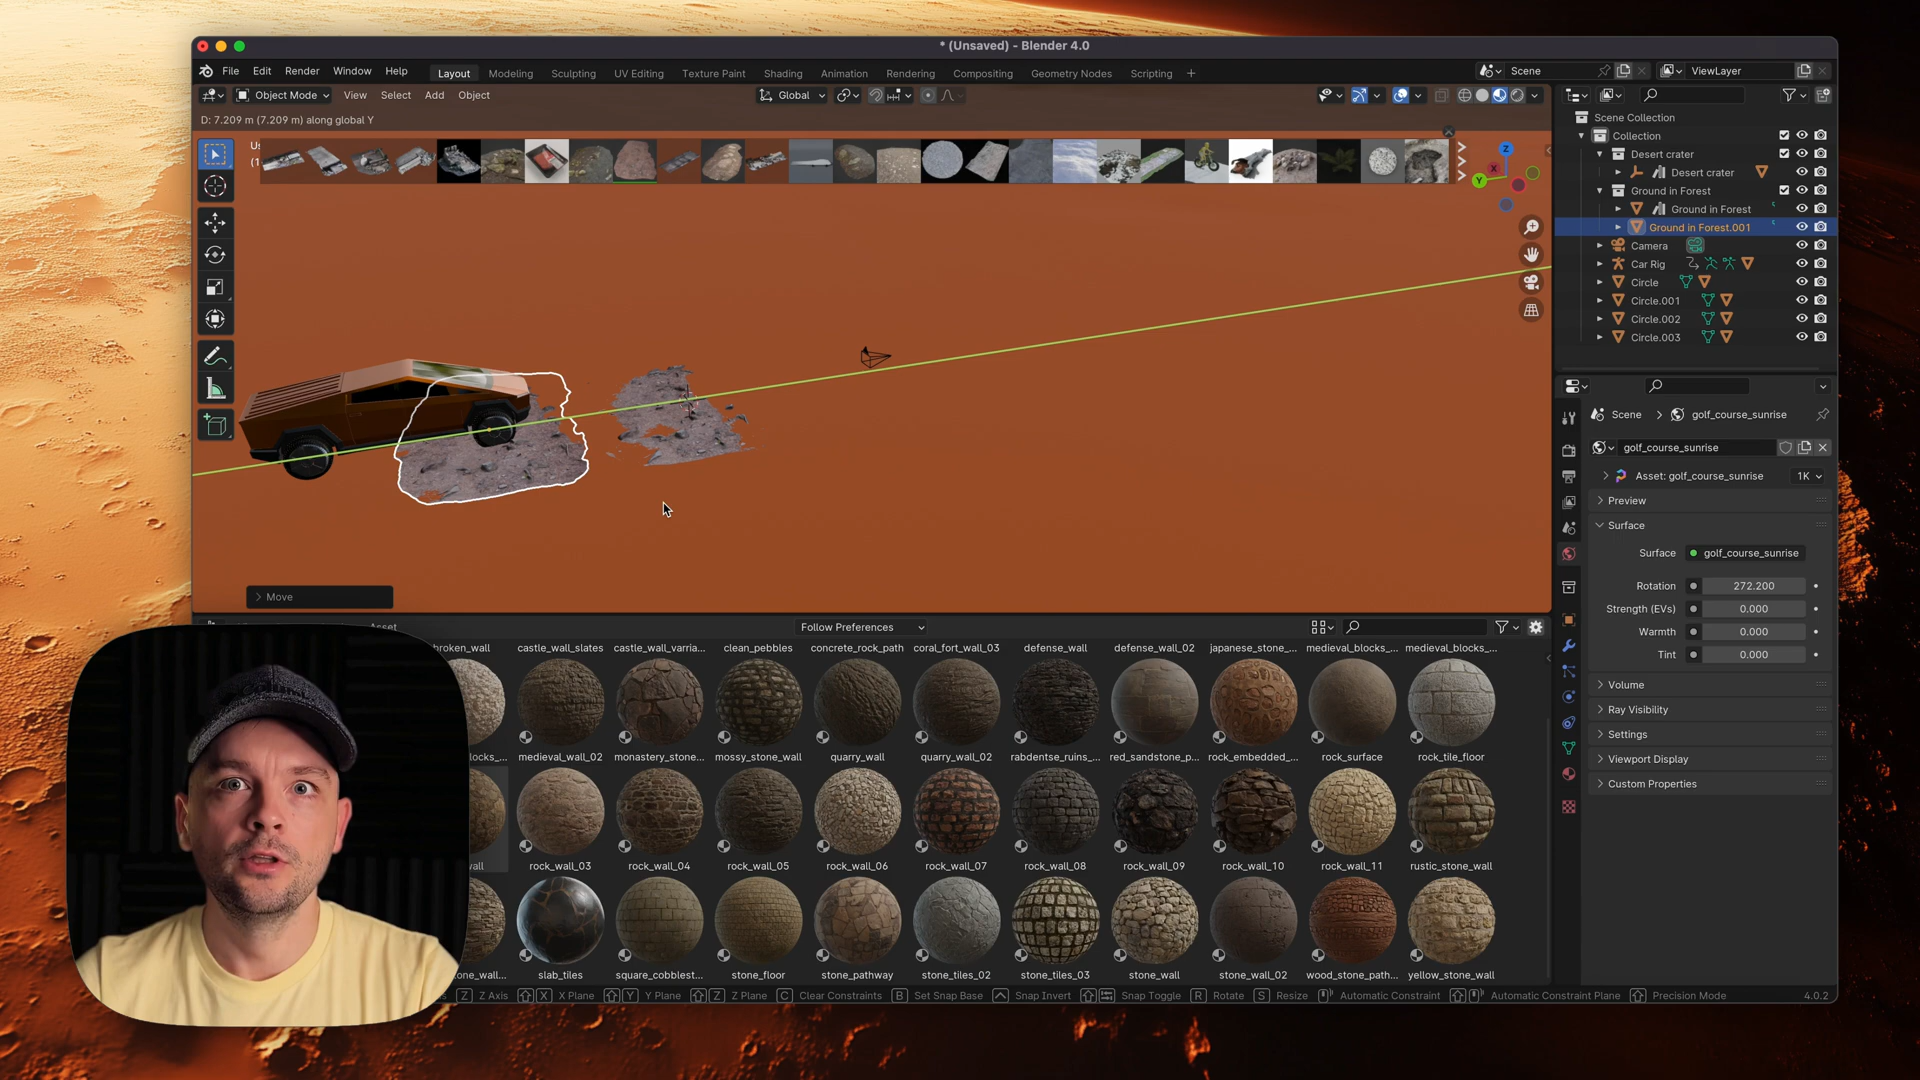 * (Unsaved) - Blender 4.0
File Edit Render Window Help
Layout Modeling Sculpting UV Editing Texture Paint Shading Animation Rendering Compositing Geometry Nodes Scripting +
Scene
ViewLayer
Object Mode View Select Add Object
Global
D: 7.209 m (7.209 m) along global Y
Us
(1
Z
X
Y
Move
Scene Collection
Collection
Desert crater
Desert crater
Ground in Forest
Ground in Forest
Ground in Forest.001
Camera
Car Rig
Circle
Circle.001
Circle.002
Circle.003
Scene > golf_course_sunrise
golf_course_sunrise
Asset: golf_course_sunrise 1K
Preview
Surface
Surface golf_course_sunrise
Rotation 272.200
Strength (EVs) 0.000
Warmth 0.000
Tint 0.000
Volume
Ray Visibility
Settings
Viewport Display
Custom Properties
Asset
Follow Preferences
broken_wall castle_wall_slates castle_wall_varria... clean_pebbles concrete_rock_path coral_fort_wall_03 defense_wall defense_wall_02 japanese_stone_... medieval_blocks_... medieval_blocks_...
locks_... medieval_wall_02 monastery_stone... mossy_stone_wall quarry_wall quarry_wall_02 rabdentse_ruins_... red_sandstone_p... rock_embedded_... rock_surface rock_tile_floor
all rock_wall_03 rock_wall_04 rock_wall_05 rock_wall_06 rock_wall_07 rock_wall_08 rock_wall_09 rock_wall_10 rock_wall_11 rustic_stone_wall
one_wall... slab_tiles square_cobblest... stone_floor stone_pathway stone_tiles_02 stone_tiles_03 stone_wall stone_wall_02 wood_stone_path... yellow_stone_wall
Z Z Axis X X Plane Y Y Plane Z Z Plane C Clear Constraints B Set Snap Base Snap Invert Snap Toggle R Rotate S Resize Automatic Constraint Automatic Constraint Plane Precision Mode 4.0.2